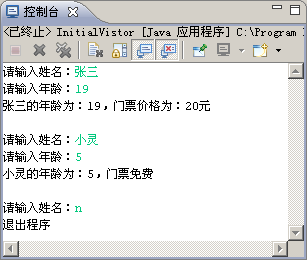 控制台
<已终止> InitialVistor [Java 应用程序] C:\Program
请输入姓名：张三
请输入年龄：19
张三的年龄为：19，门票价格为：20元
请输入姓名：小灵
请输入年龄：5
小灵的年龄为：5，门票免费
请输入姓名：n
退出程序